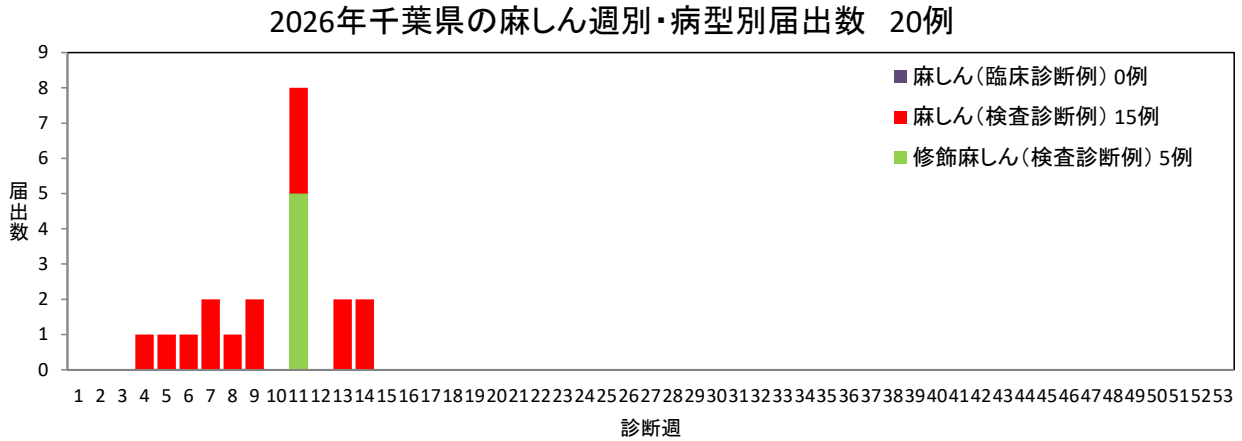 2026年千葉県の麻しん週別・病型別届出数 20例
9
8
7
6
5
4
3
2
1
0
届出数
麻しん（臨床診断例） 0例
麻しん（検査診断例） 15例
修飾麻しん（検査診断例） 5例
1 2 3 4 5 6 7 8 9 10 11 12 13 14 15 16 17 18 19 20 21 22 23 24 25 26 27 28 29 30 31 32 33 34 35 36 37 38 39 40 41 42 43 44 45 46 47 48 49 50 51 52 53
診断週